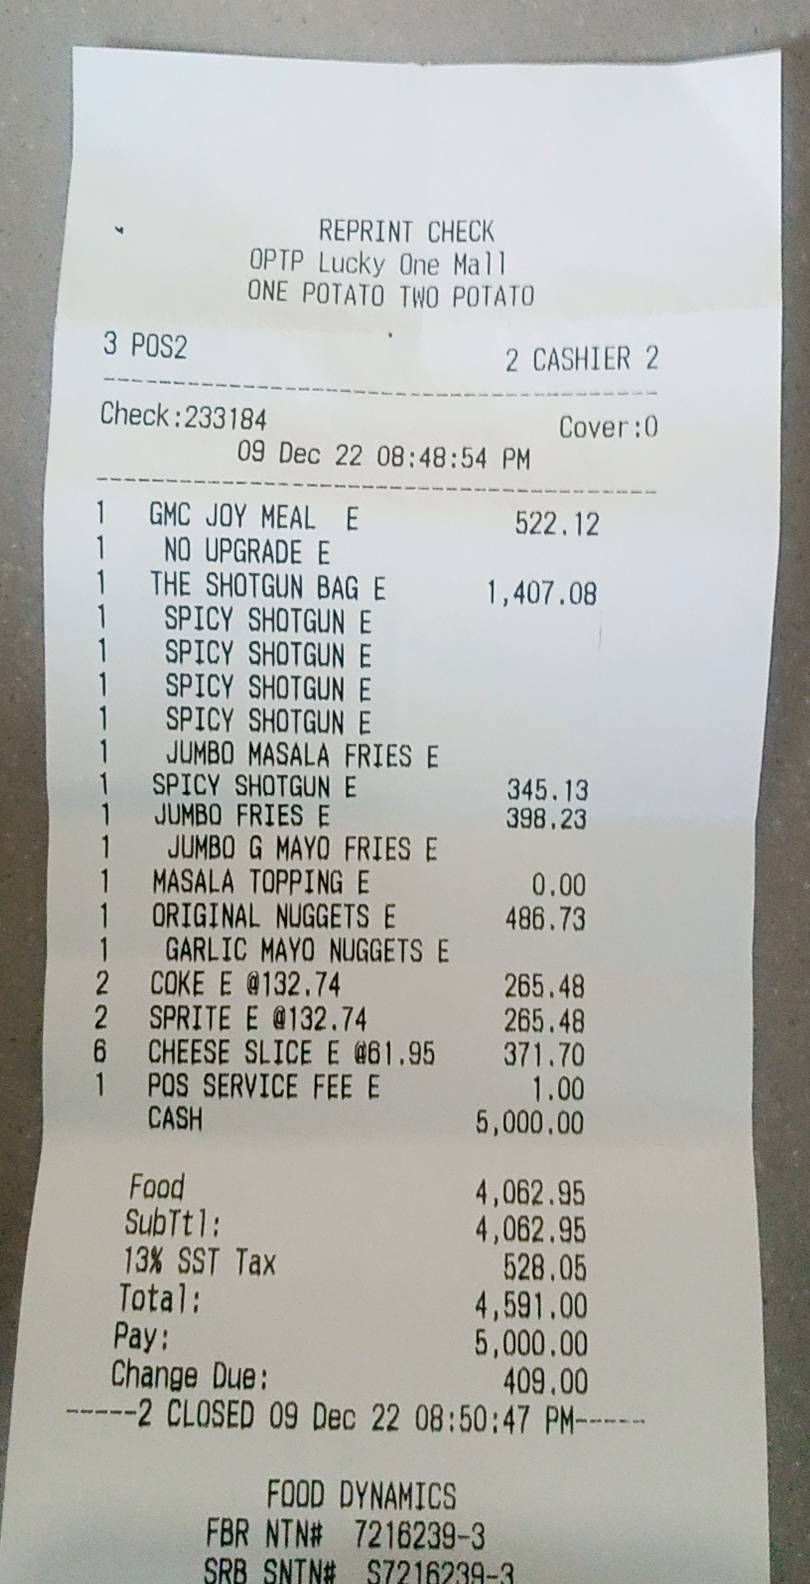 REPRINT CHECK
OPTP Lucky One Mall
ONE POTATO TWO POTATO
3 POS2 2 CASHIER 2
Check:233184 Cover:0
09 Dec 22 08:48:54 PM
1 GMC JOY MEAL E 522.12
1 NO UPGRADE E
1 THE SHOTGUN BAG E 1,407.08
1 SPICY SHOTGUN E
1 SPICY SHOTGUN E
1 SPICY SHOTGUN E
1 SPICY SHOTGUN E
1 JUMBO MASALA FRIES E
1 SPICY SHOTGUN E 345.13
1 JUMBO FRIES E 398.23
1 JUMBO G MAYO FRIES E
1 MASALA TOPPING E 0.00
1 ORIGINAL NUGGETS E 486.73
1 GARLIC MAYO NUGGETS E
2 COKE E @132.74 265.48
2 SPRITE E @132.74 265.48
6 CHEESE SLICE E @61.95 371.70
1 POS SERVICE FEE E 1.00
CASH 5,000.00
Food 4,062.95
SubTtl: 4,062.95
13% SST Tax 528.05
Total: 4,591.00
Pay: 5,000.00
Change Due: 409.00
-----2 CLOSED 09 Dec 22 08:50:47 PM-----
FOOD DYNAMICS
FBR NTN# 7216239-3
SRB SNTN# S7216239-3